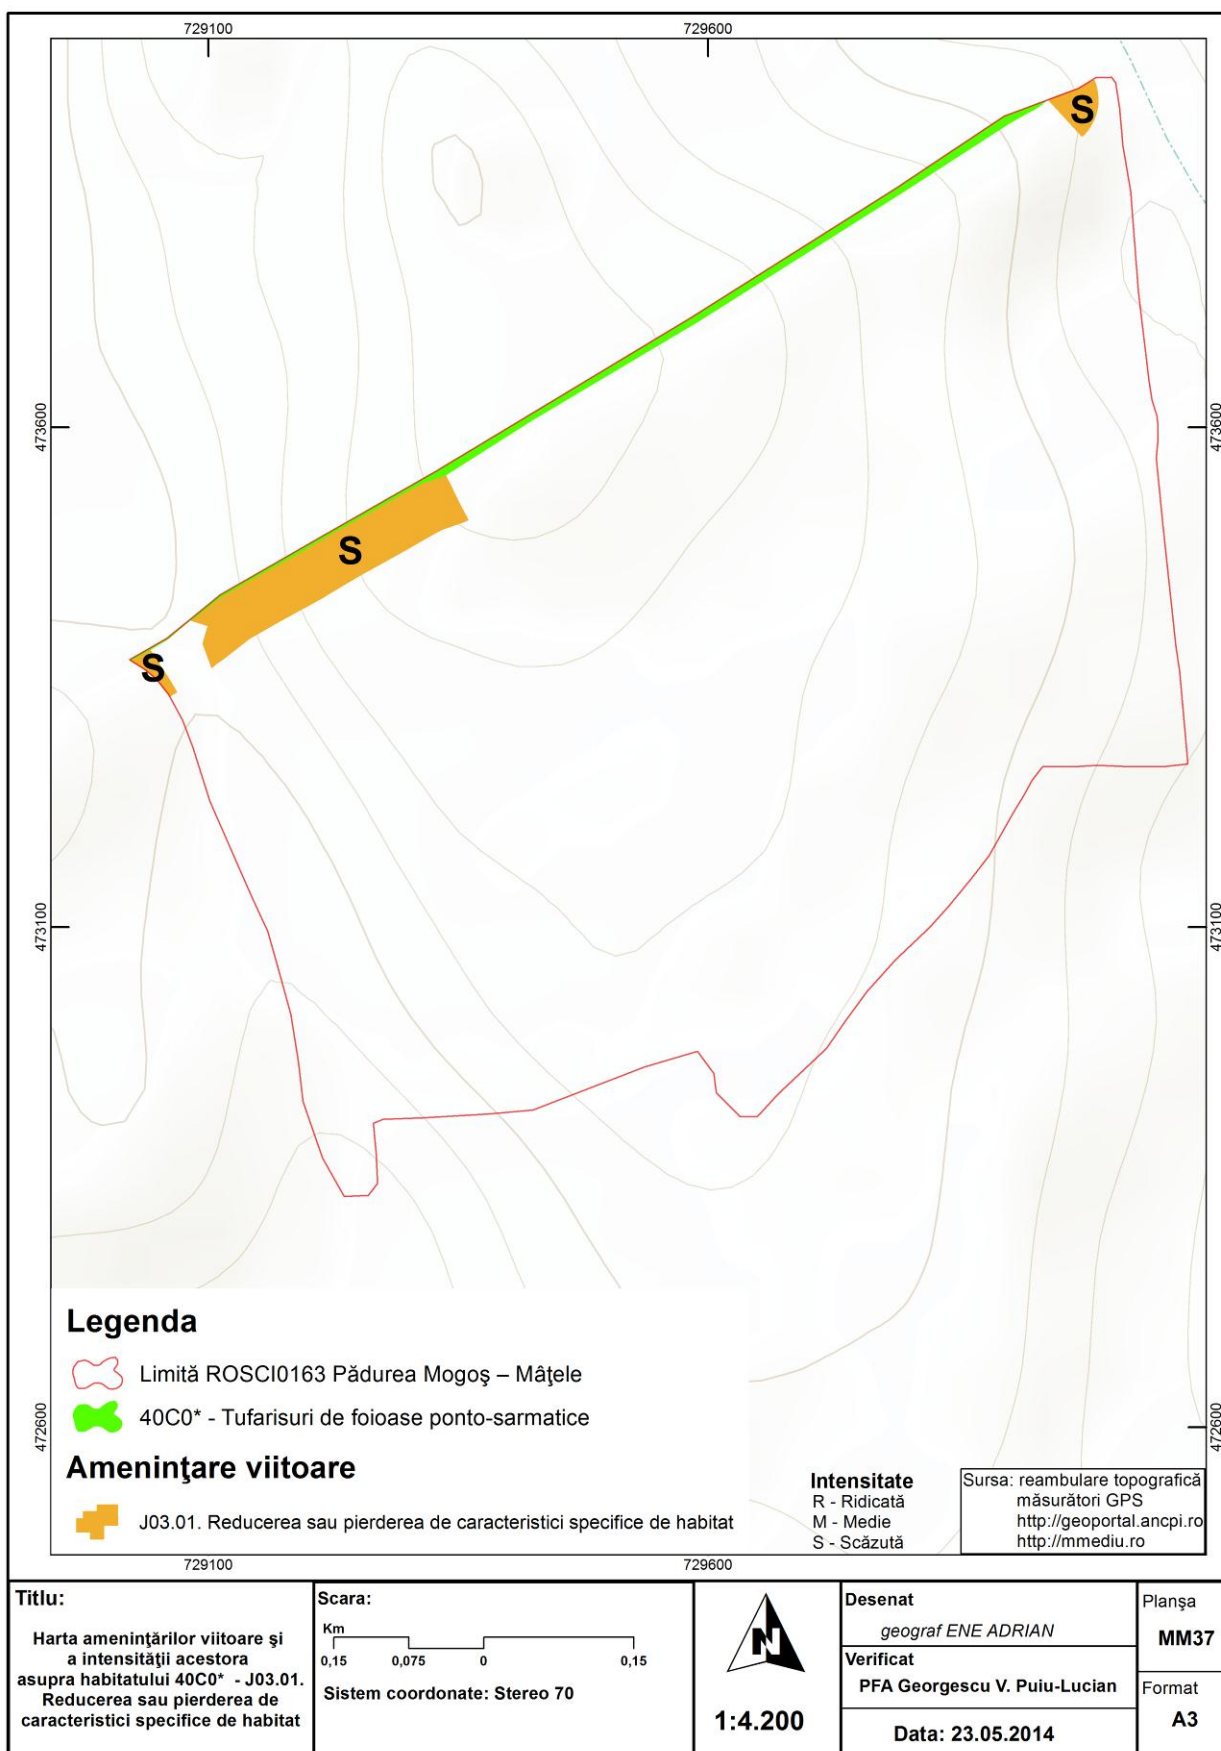 729100
729600
S
473600
473600
S
S
473100
473100
Legenda
Limită ROSCI0163 Pădurea Mogoş – Mâţele
40C0* - Tufarisuri de foioase ponto-sarmatice
472600
472600
Ameninţare viitoare
J03.01. Reducerea sau pierderea de caracteristici specifice de habitat
Intensitate
R - Ridicată
M - Medie
S - Scăzută
Sursa: reambulare topografică
măsurători GPS
http://geoportal.ancpi.ro
http://mmediu.ro
729100
729600
Titlu:
Harta ameninţărilor viitoare şi
a intensităţii acestora
asupra habitatului 40C0* - J03.01.
Reducerea sau pierderea de
caracteristici specifice de habitat
Scara:
Km
0,15 0,075 0 0,15
Sistem coordonate: Stereo 70
N
1:4.200
Desenat
geograf ENE ADRIAN
Verificat
PFA Georgescu V. Puiu-Lucian
Data: 23.05.2014
Planşa
MM37
Format
A3